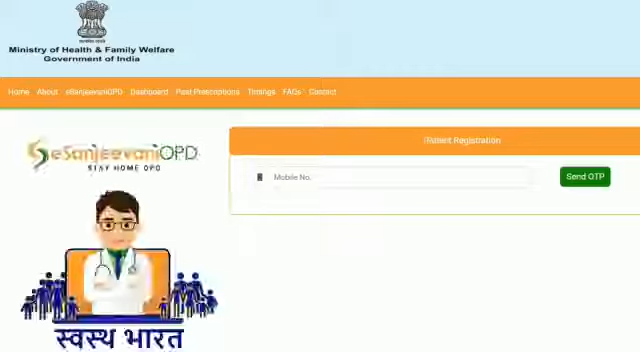 Ministry of Health & Family Welfare
Government of India
Home About eSanjeevaniOPD Dashboard Past Prescriptions Timings FAQs Contact
eSanjeevaniOPD
STAY HOME OPD
Patient Registration
Mobile No.
Send OTP
स्वस्थ भारत